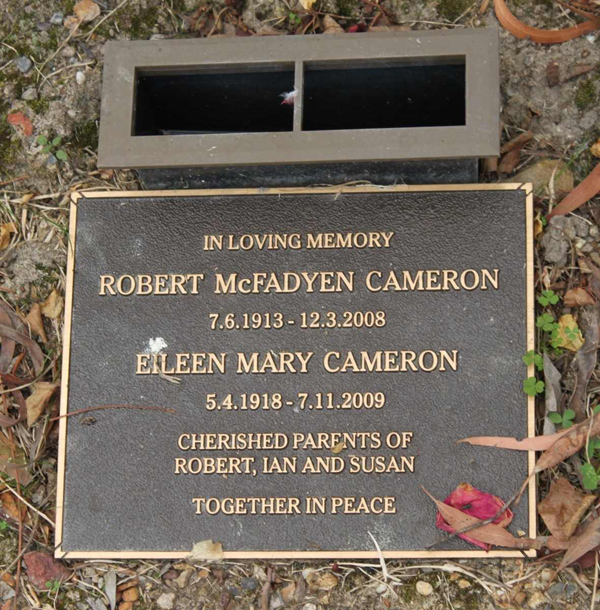 IN LOVING MEMORY
ROBERT McFADYEN CAMERON
7.6.1913 - 12.3.2008
EILEEN MARY CAMERON
5.4.1918 - 7.11.2009
CHERISHED PARENTS OF
ROBERT, IAN AND SUSAN
TOGETHER IN PEACE